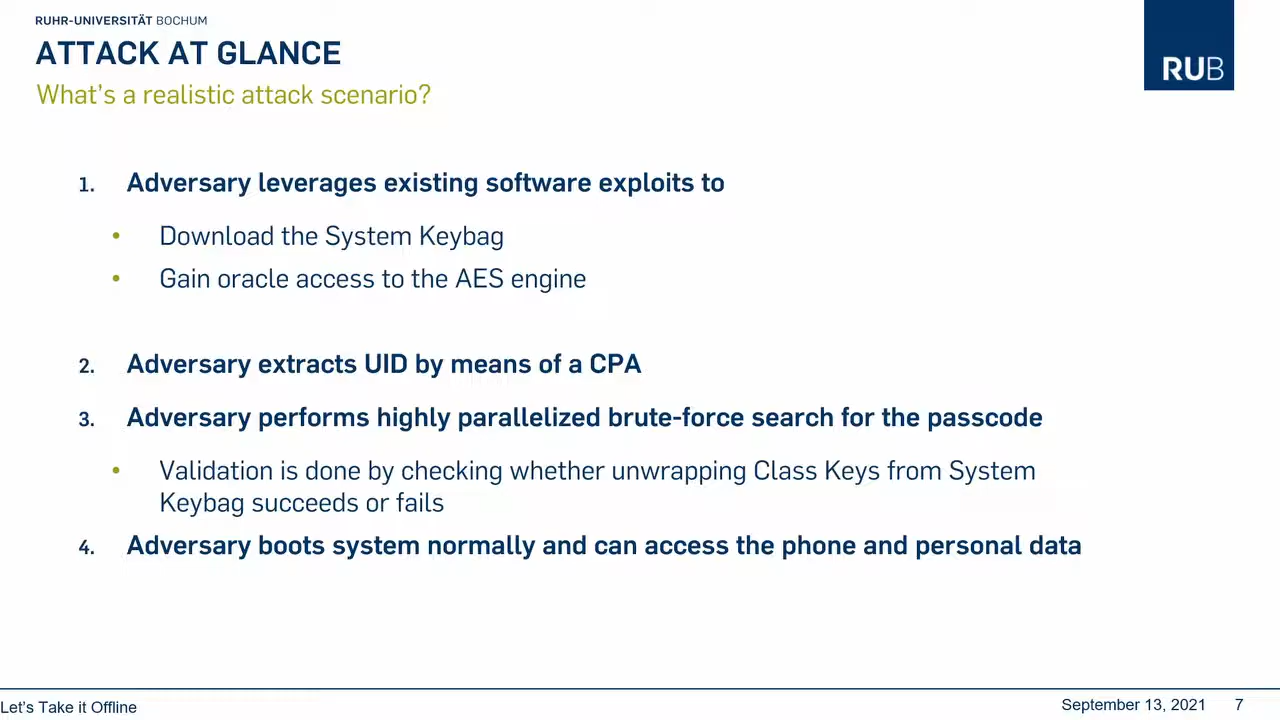 RUHR-UNIVERSITÄT BOCHUM
ATTACK AT GLANCE
What's a realistic attack scenario?
RUB
1. Adversary leverages existing software exploits to
• Download the System Keybag
• Gain oracle access to the AES engine
2. Adversary extracts UID by means of a CPA
3. Adversary performs highly parallelized brute-force search for the passcode
• Validation is done by checking whether unwrapping Class Keys from System
Keybag succeeds or fails
4. Adversary boots system normally and can access the phone and personal data
Let's Take it Offline
September 13, 2021 7